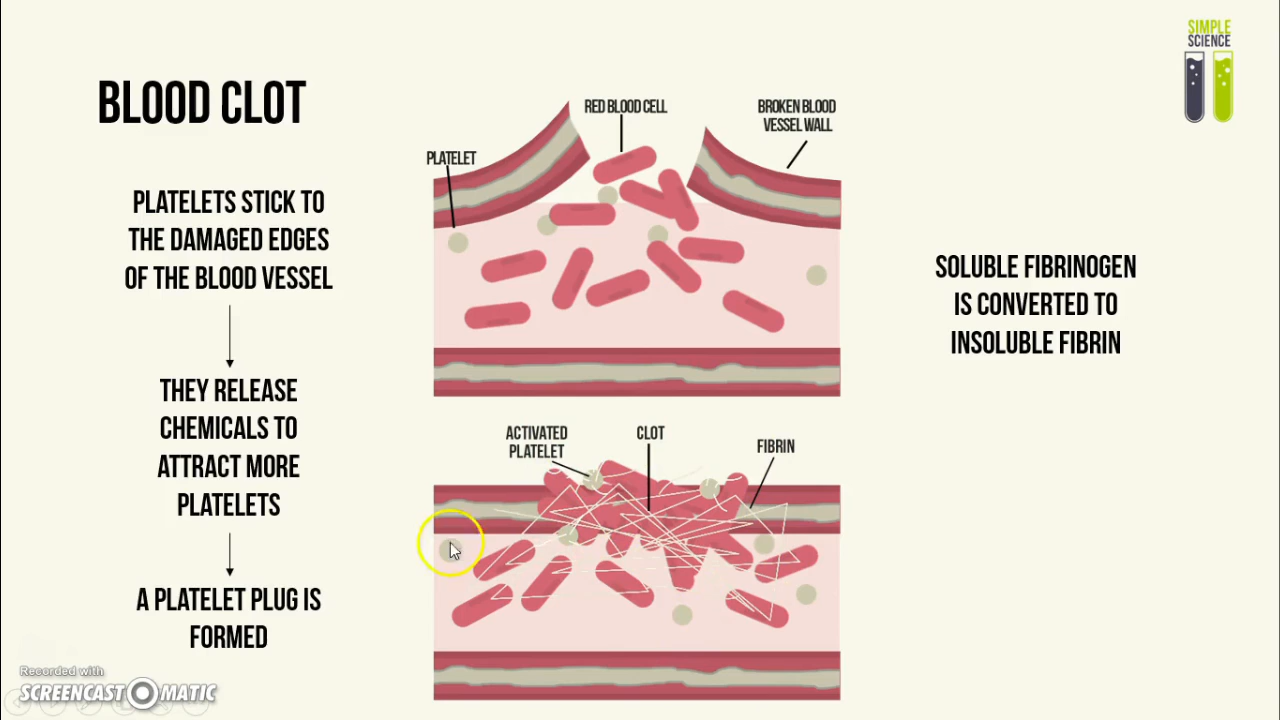 SIMPLE
SCIENCE
BLOOD CLOT
PLATELETS STICK TO
THE DAMAGED EDGES
OF THE BLOOD VESSEL
THEY RELEASE
CHEMICALS TO
ATTRACT MORE
PLATELETS
A PLATELET PLUG IS
FORMED
RED BLOOD CELL
BROKEN BLOOD
VESSEL WALL
PLATELET
ACTIVATED
PLATELET
CLOT
FIBRIN
SOLUBLE FIBRINOGEN
IS CONVERTED TO
INSOLUBLE FIBRIN
Recorded with
SCREENCAST MATIC